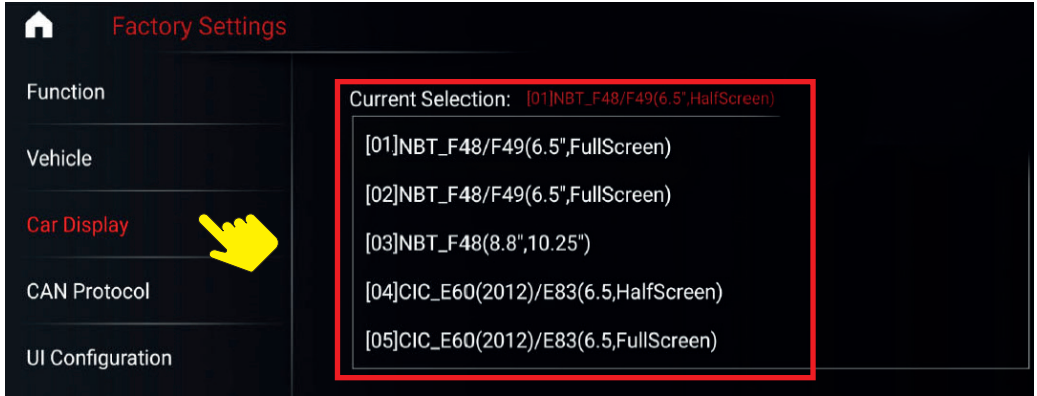 Factory Settings
Function
Vehicle
Car Display
CAN Protocol
UI Configuration
Current Selection: [01]NBT_F48/F49(6.5",HalfScreen)
[01]NBT_F48/F49(6.5",FullScreen)
[02]NBT_F48/F49(6.5",FullScreen)
[03]NBT_F48(8.8",10.25")
[04]CIC_E60(2012)/E83(6.5,HalfScreen)
[05]CIC_E60(2012)/E83(6.5,FullScreen)